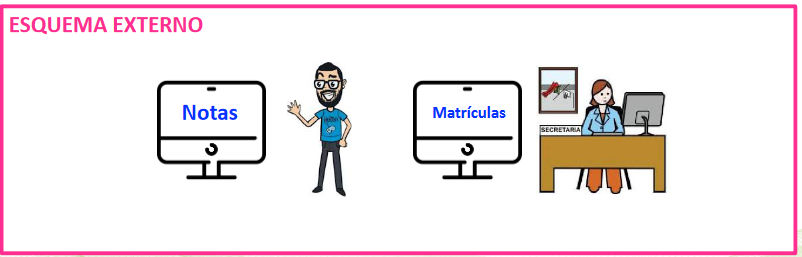 ESQUEMA EXTERNO
Notas
Matrículas
SECRETARIA